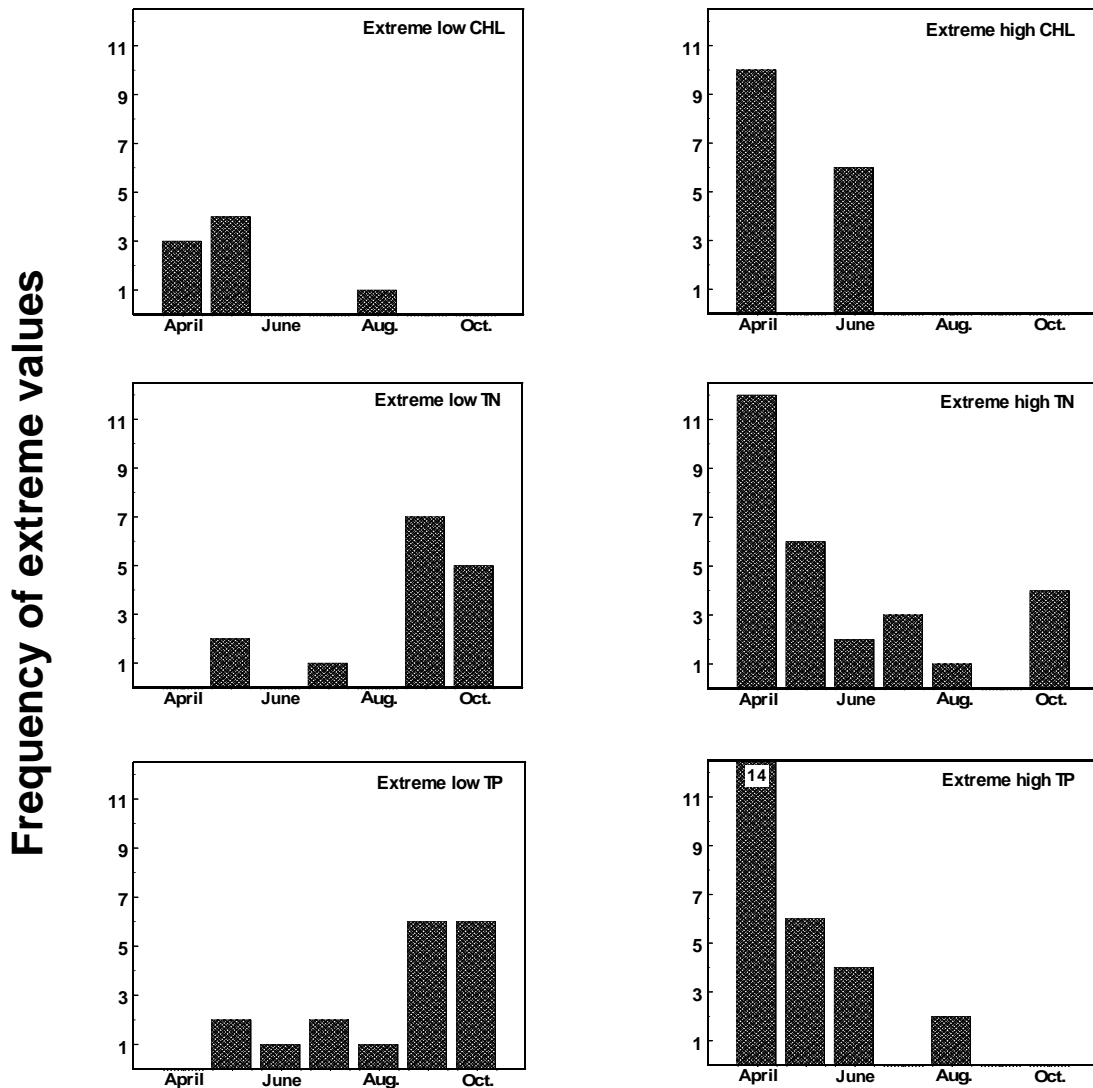 Frequency of extreme values
Extreme low CHL
11
9
7
5
3
1
April June Aug. Oct.
Extreme high CHL
11
9
7
5
3
1
April June Aug. Oct.
Extreme low TN
11
9
7
5
3
1
April June Aug. Oct.
Extreme high TN
11
9
7
5
3
1
April June Aug. Oct.
Extreme low TP
11
9
7
5
3
1
April June Aug. Oct.
Extreme high TP
14
11
9
7
5
3
1
April June Aug. Oct.